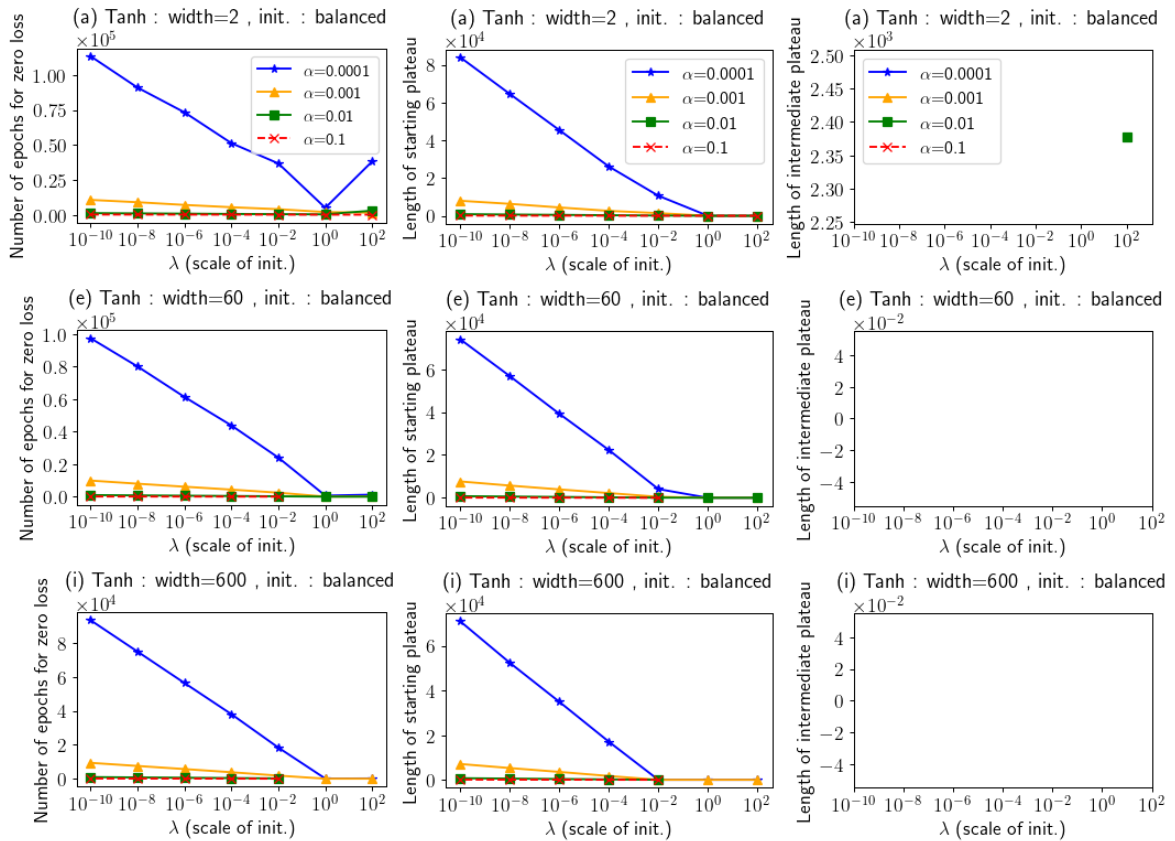 (a) Tanh : width=2 , init. : balanced
×10^5
Number of epochs for zero loss
1.00
0.75
0.50
0.25
0.00
α=0.0001
α=0.001
α=0.01
α=0.1
10^−10 10^−8 10^−6 10^−4 10^−2 10^0 10^2
λ (scale of init.)
(a) Tanh : width=2 , init. : balanced
×10^4
Length of starting plateau
8
6
4
2
0
α=0.0001
α=0.001
α=0.01
α=0.1
10^−10 10^−8 10^−6 10^−4 10^−2 10^0 10^2
λ (scale of init.)
(a) Tanh : width=2 , init. : balanced
×10^3
Length of intermediate plateau
2.50
2.45
2.40
2.35
2.30
2.25
α=0.0001
α=0.001
α=0.01
α=0.1
10^−10 10^−8 10^−6 10^−4 10^−2 10^0 10^2
λ (scale of init.)
(e) Tanh : width=60 , init. : balanced
×10^5
Number of epochs for zero loss
1.0
0.8
0.6
0.4
0.2
0.0
10^−10 10^−8 10^−6 10^−4 10^−2 10^0 10^2
λ (scale of init.)
(e) Tanh : width=60 , init. : balanced
×10^4
Length of starting plateau
6
4
2
0
10^−10 10^−8 10^−6 10^−4 10^−2 10^0 10^2
λ (scale of init.)
(e) Tanh : width=60 , init. : balanced
×10^−2
Length of intermediate plateau
4
2
0
−2
−4
10^−10 10^−8 10^−6 10^−4 10^−2 10^0 10^2
λ (scale of init.)
(i) Tanh : width=600 , init. : balanced
×10^4
Number of epochs for zero loss
8
6
4
2
0
10^−10 10^−8 10^−6 10^−4 10^−2 10^0 10^2
λ (scale of init.)
(i) Tanh : width=600 , init. : balanced
×10^4
Length of starting plateau
6
4
2
0
10^−10 10^−8 10^−6 10^−4 10^−2 10^0 10^2
λ (scale of init.)
(i) Tanh : width=600 , init. : balanced
×10^−2
Length of intermediate plateau
4
2
0
−2
−4
10^−10 10^−8 10^−6 10^−4 10^−2 10^0 10^2
λ (scale of init.)